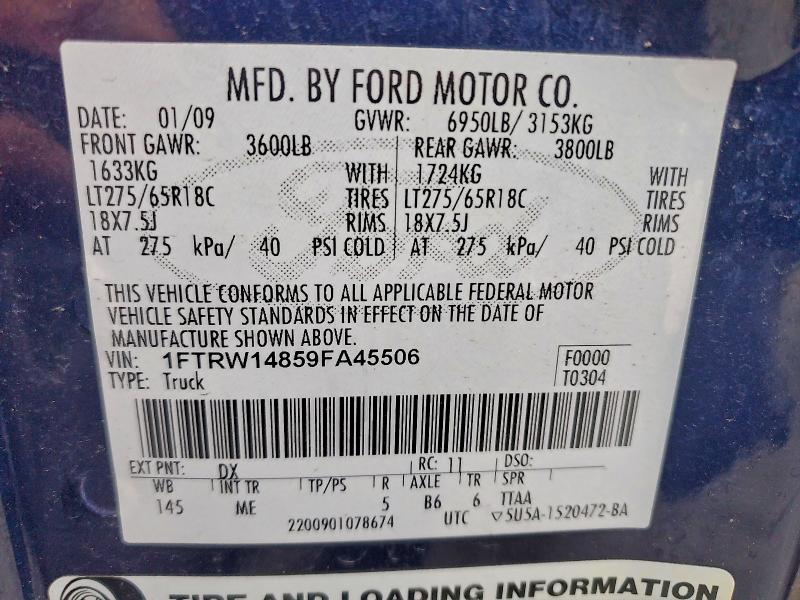 MFD. BY FORD MOTOR CO.
DATE: 01/09 GVWR: 6950LB/ 3153KG
FRONT GAWR: 3600LB REAR GAWR: 3800LB
1633KG WITH 1724KG WITH
LT275/65R18C TIRES LT275/65R18C TIRES
18X7.5J RIMS 18X7.5J RIMS
AT 275 kPa/ 40 PSI COLD AT 275 kPa/ 40 PSI COLD
THIS VEHICLE CONFORMS TO ALL APPLICABLE FEDERAL MOTOR
VEHICLE SAFETY STANDARDS IN EFFECT ON THE DATE OF
MANUFACTURE SHOWN ABOVE.
VIN: 1FTRW14859FA45506 F0000
TYPE: Truck T0304
EXT PNT: DX RC: 11 DSO:
WB INT TR TP/PS R AXLE TR SPR
145 ME 5 B6 6 TTAA
2200901078674 UTC ▽5U5A-1520472-BA
TIRE AND LOADING INFORMATION